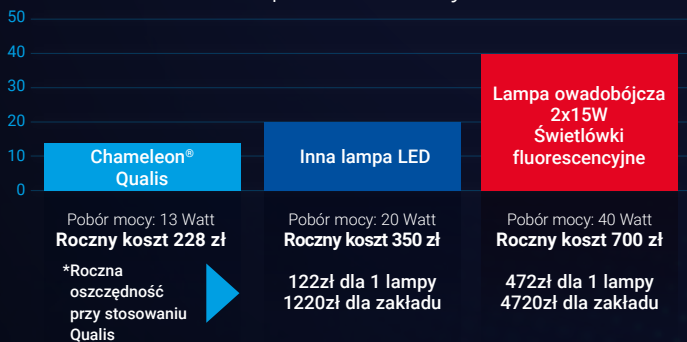 50
40
30
20
10
0
Chameleon®
Qualis
Inna lampa LED
Lampa owadobójcza
2x15W
Świetlówki
fluorescencyjne
Pobór mocy: 13 Watt
Roczny koszt 228 zł
Pobór mocy: 20 Watt
Roczny koszt 350 zł
Pobór mocy: 40 Watt
Roczny koszt 700 zł
*Roczna
oszczędność
przy stosowaniu
Qualis
122zł dla 1 lampy
1220zł dla zakładu
472zł dla 1 lampy
4720zł dla zakładu